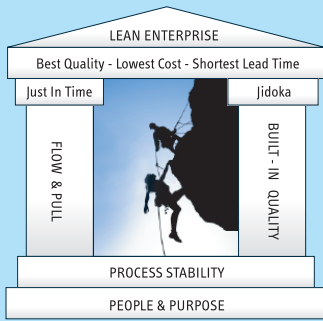 LEAN ENTERPRISE
Best Quality - Lowest Cost - Shortest Lead Time
Just In Time
Jidoka
FLOW & PULL
BUILT - IN QUALITY
PROCESS STABILITY
PEOPLE & PURPOSE